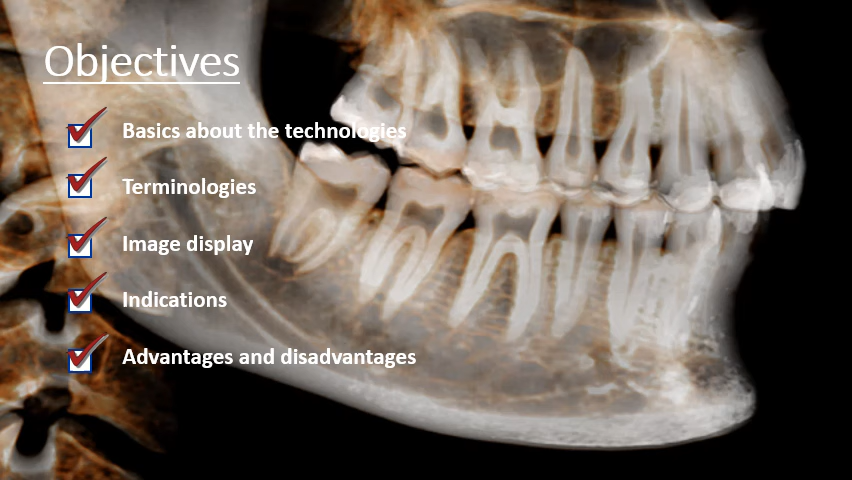 Objectives
Basics about the technologies
Terminologies
Image display
Indications
Advantages and disadvantages